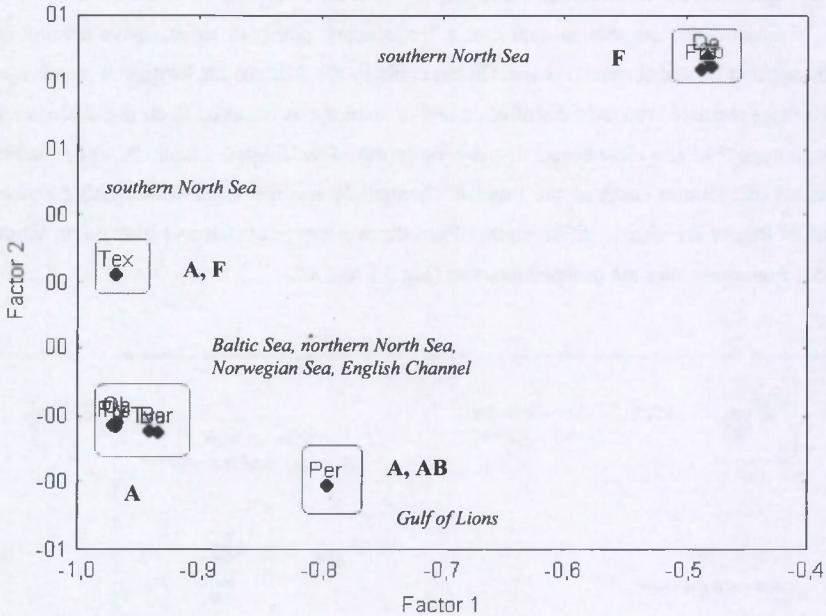 01
southern North Sea F
De
01
01
southern North Sea
00
Tex
A, F
00
Factor 2
00
Baltic Sea, northern North Sea,
Norwegian Sea, English Channel
-00
Per
A, AB
-00
A
Gulf of Lions
-01
-1,0 -0,9 -0,8 -0,7 -0,6 -0,5 -0,4
Factor 1